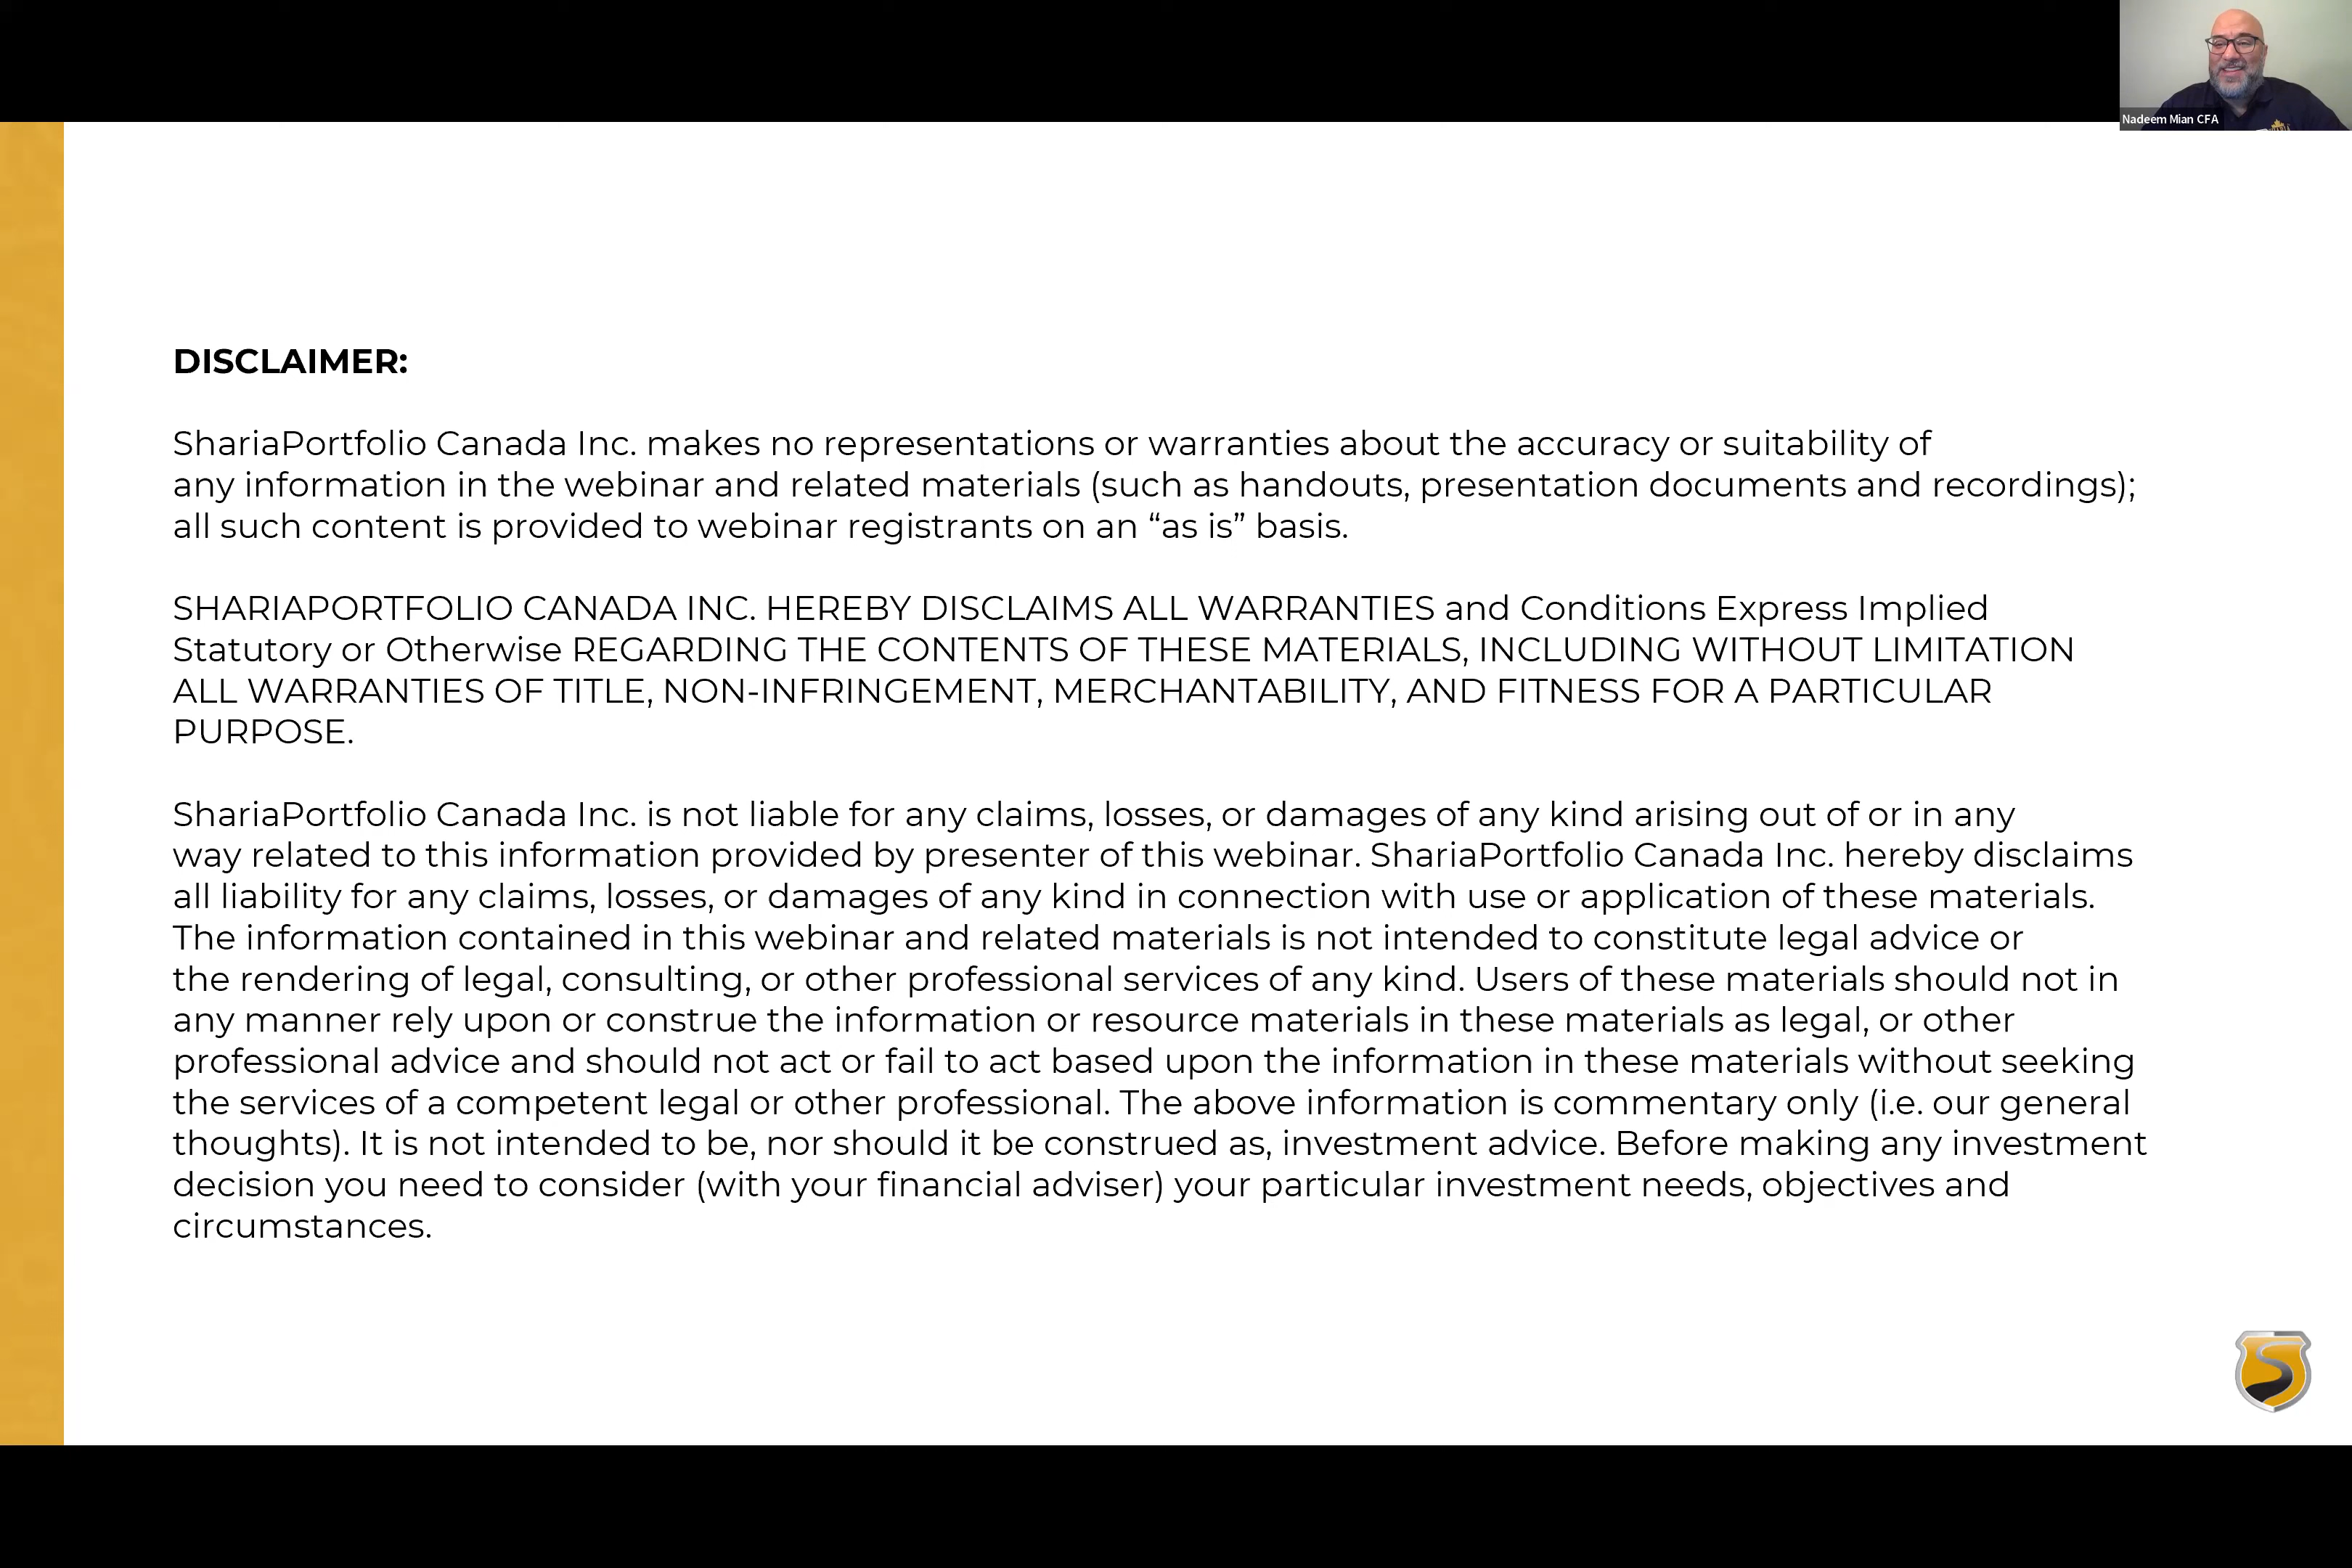 Nadeem Mian CFA
DISCLAIMER:
ShariaPortfolio Canada Inc. makes no representations or warranties about the accuracy or suitability of
any information in the webinar and related materials (such as handouts, presentation documents and recordings);
all such content is provided to webinar registrants on an “as is” basis.
SHARIAPORTFOLIO CANADA INC. HEREBY DISCLAIMS ALL WARRANTIES and Conditions Express Implied
Statutory or Otherwise REGARDING THE CONTENTS OF THESE MATERIALS, INCLUDING WITHOUT LIMITATION
ALL WARRANTIES OF TITLE, NON-INFRINGEMENT, MERCHANTABILITY, AND FITNESS FOR A PARTICULAR
PURPOSE.
ShariaPortfolio Canada Inc. is not liable for any claims, losses, or damages of any kind arising out of or in any
way related to this information provided by presenter of this webinar. ShariaPortfolio Canada Inc. hereby disclaims
all liability for any claims, losses, or damages of any kind in connection with use or application of these materials.
The information contained in this webinar and related materials is not intended to constitute legal advice or
the rendering of legal, consulting, or other professional services of any kind. Users of these materials should not in
any manner rely upon or construe the information or resource materials in these materials as legal, or other
professional advice and should not act or fail to act based upon the information in these materials without seeking
the services of a competent legal or other professional. The above information is commentary only (i.e. our general
thoughts). It is not intended to be, nor should it be construed as, investment advice. Before making any investment
decision you need to consider (with your financial adviser) your particular investment needs, objectives and
circumstances.